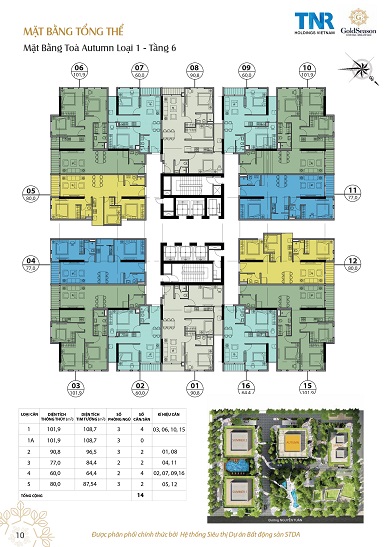 MẶT BẰNG TỔNG THỂ
Mặt Bằng Toà Autumn Loại 1 - Tầng 6
TNR
HOLDINGS VIETNAM
GoldSeason
06
101,9
07
60,0
08
90,8
09
60,0
10
101,9
05
80,0
11
77,0
04
77,0
12
80,0
03
101,9
02
60,0
01
90,8
16
64,4
15
101,9
LOẠI CĂN DIỆN TÍCH THÔNG THỦY (m²) DIỆN TÍCH TIM TƯỜNG (m²) SỐ PHÒNG NGỦ SỐ CĂN/SÀN KÍ HIỆU CĂN
1 101,9 108,7 3 4 03, 06, 10, 15
1A 101,9 108,7 3 0
2 90,8 96,5 3 2 01, 08
3 77,0 84,4 2 2 04, 11
4 60,0 64,4 2 4 02, 07, 09,16
5 80,0 87,54 3 2 05, 12
TỔNG CỘNG 14
Đường NGUYỄN TUÂN
10
Được phân phối chính thức bởi Hệ thống Siêu thị Dự án Bất động sản STDA